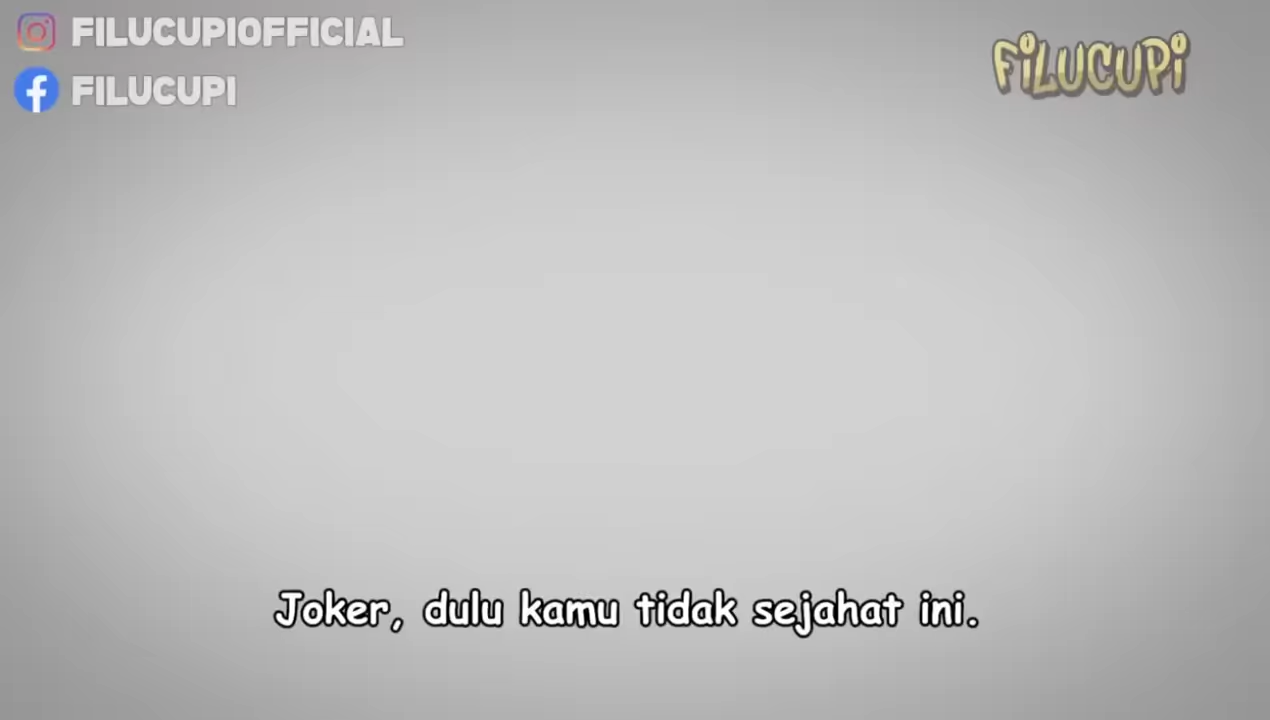 FILUCUPIOFFICIAL
FILUCUPI
FiLUCUPi
Joker, dulu kamu tidak sejahat ini.